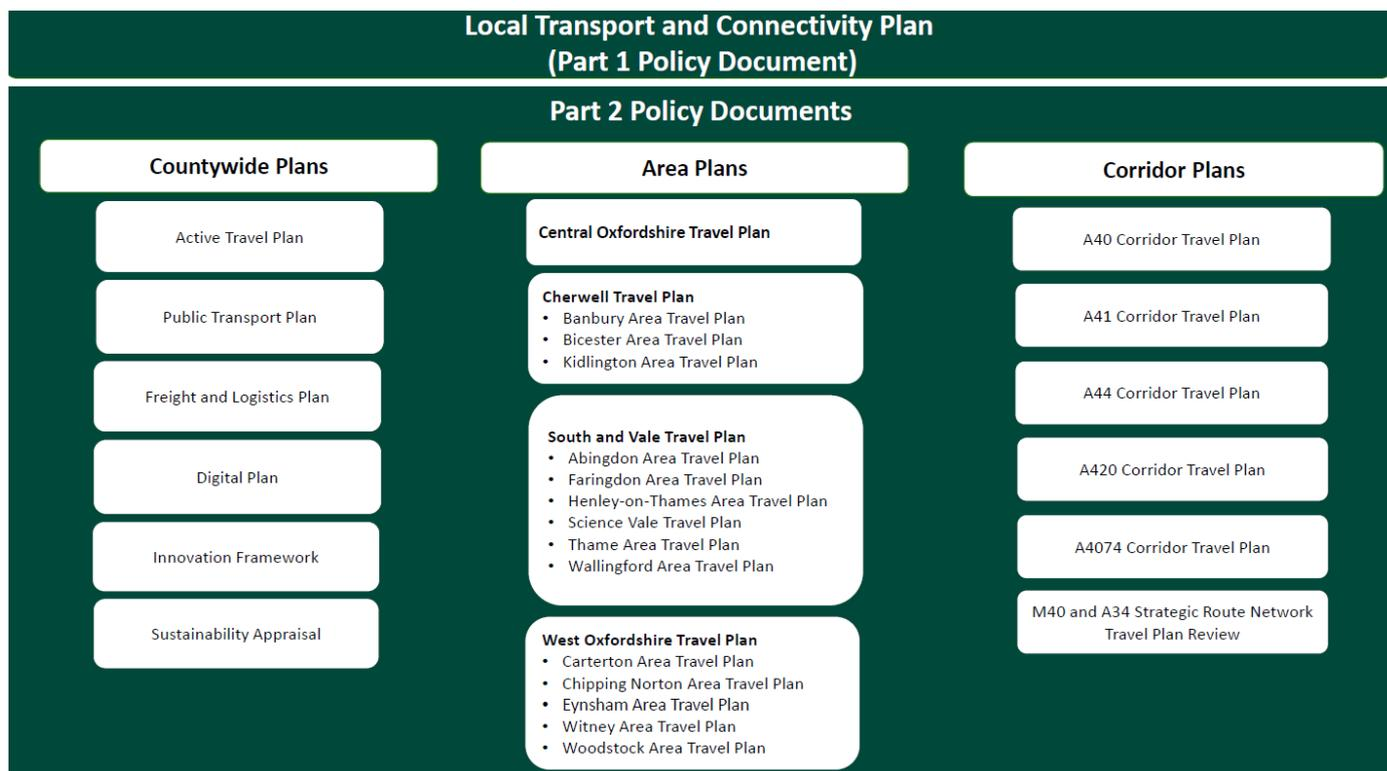 Local Transport and Connectivity Plan
(Part 1 Policy Document)
Part 2 Policy Documents
Countywide Plans
Active Travel Plan
Public Transport Plan
Freight and Logistics Plan
Digital Plan
Innovation Framework
Sustainability Appraisal
Area Plans
Central Oxfordshire Travel Plan
Cherwell Travel Plan
• Banbury Area Travel Plan
• Bicester Area Travel Plan
• Kidlington Area Travel Plan
South and Vale Travel Plan
• Abingdon Area Travel Plan
• Faringdon Area Travel Plan
• Henley-on-Thames Area Travel Plan
• Science Vale Travel Plan
• Thame Area Travel Plan
• Wallingford Area Travel Plan
West Oxfordshire Travel Plan
• Carterton Area Travel Plan
• Chipping Norton Area Travel Plan
• Eynsham Area Travel Plan
• Witney Area Travel Plan
• Woodstock Area Travel Plan
Corridor Plans
A40 Corridor Travel Plan
A41 Corridor Travel Plan
A44 Corridor Travel Plan
A420 Corridor Travel Plan
A4074 Corridor Travel Plan
M40 and A34 Strategic Route Network
Travel Plan Review